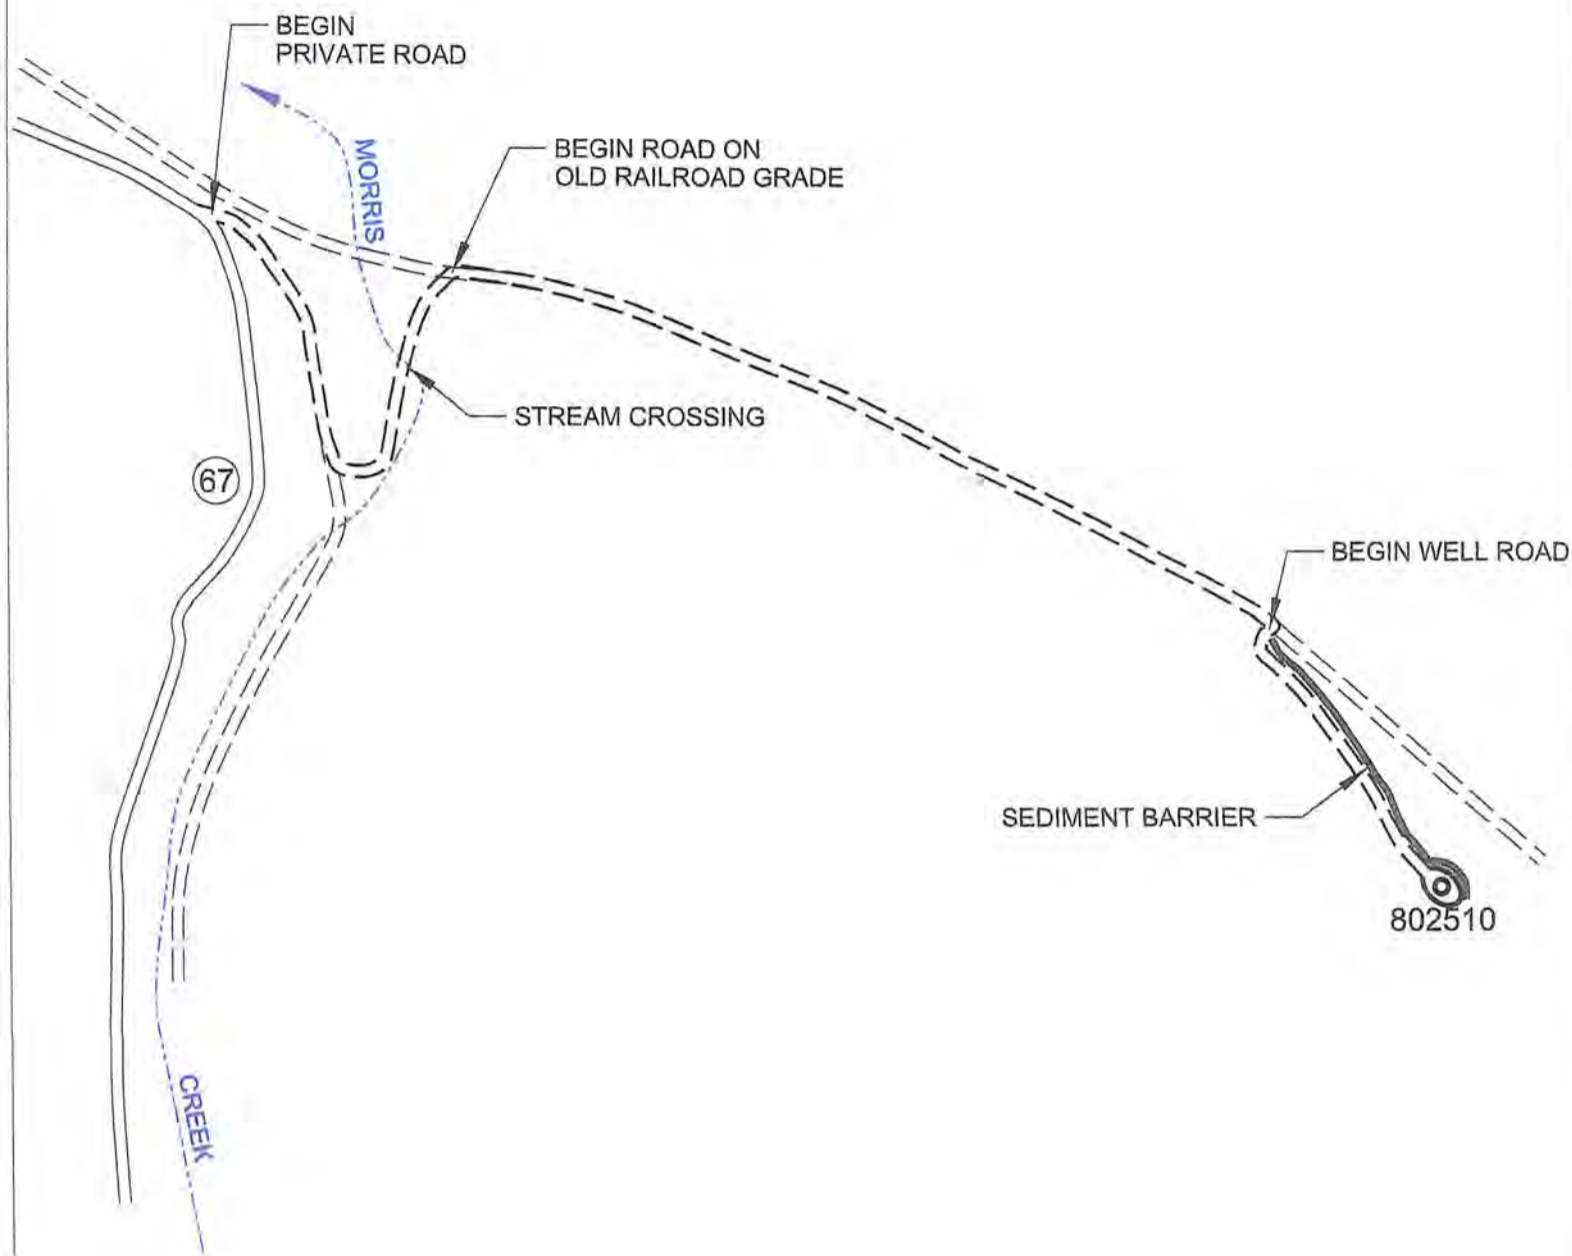 BEGIN
PRIVATE ROAD
MORRIS
BEGIN ROAD ON
OLD RAILROAD GRADE
STREAM CROSSING
67
BEGIN WELL ROAD
SEDIMENT BARRIER
802510
CREEK